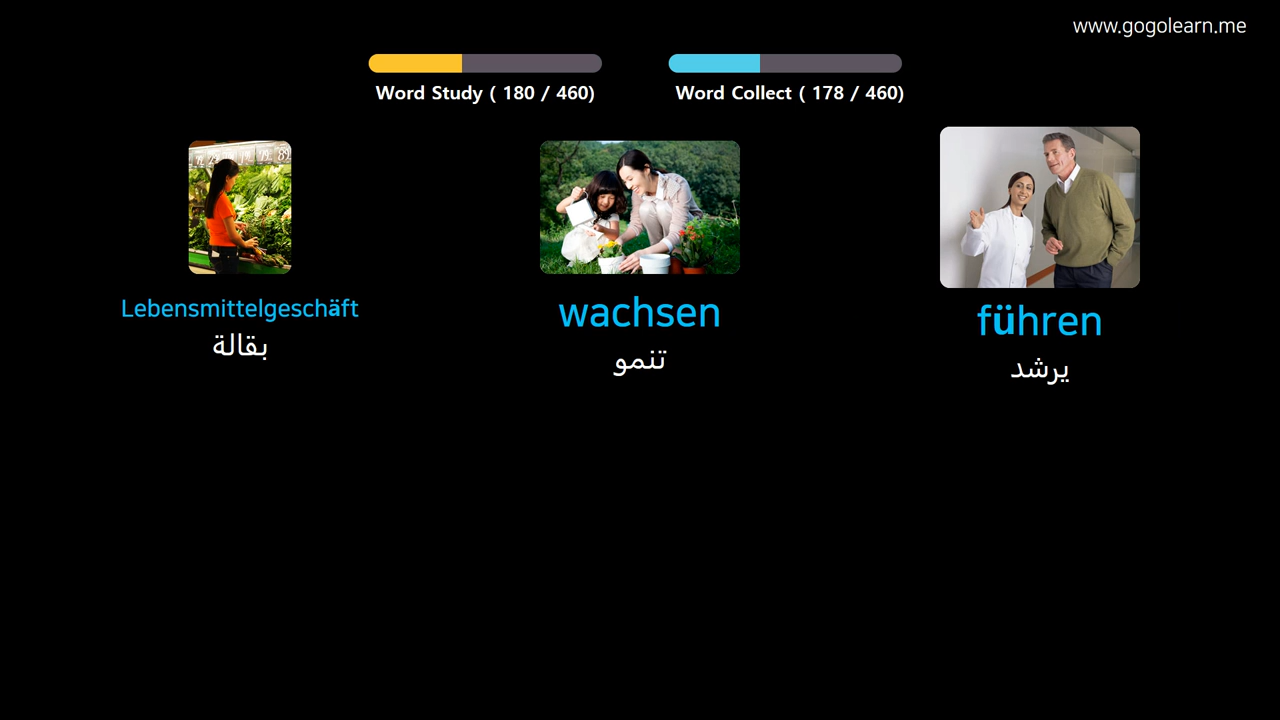 www.gogolearn.me
Word Study ( 180 / 460)
Word Collect ( 178 / 460)
Lebensmittelgeschäft
بقالة
wachsen
تنمو
führen
يرشد